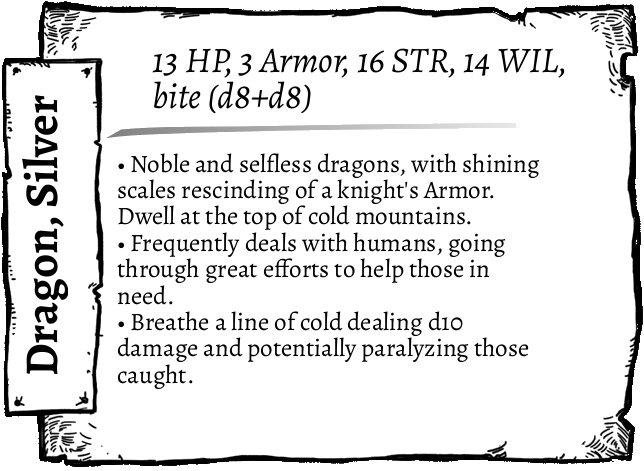 Dragon, Silver
13 HP, 3 Armor, 16 STR, 14 WIL,
bite (d8+d8)
• Noble and selfless dragons, with shining
scales rescinding of a knight's Armor.
Dwell at the top of cold mountains.
• Frequently deals with humans, going
through great efforts to help those in
need.
• Breathe a line of cold dealing d10
damage and potentially paralyzing those
caught.